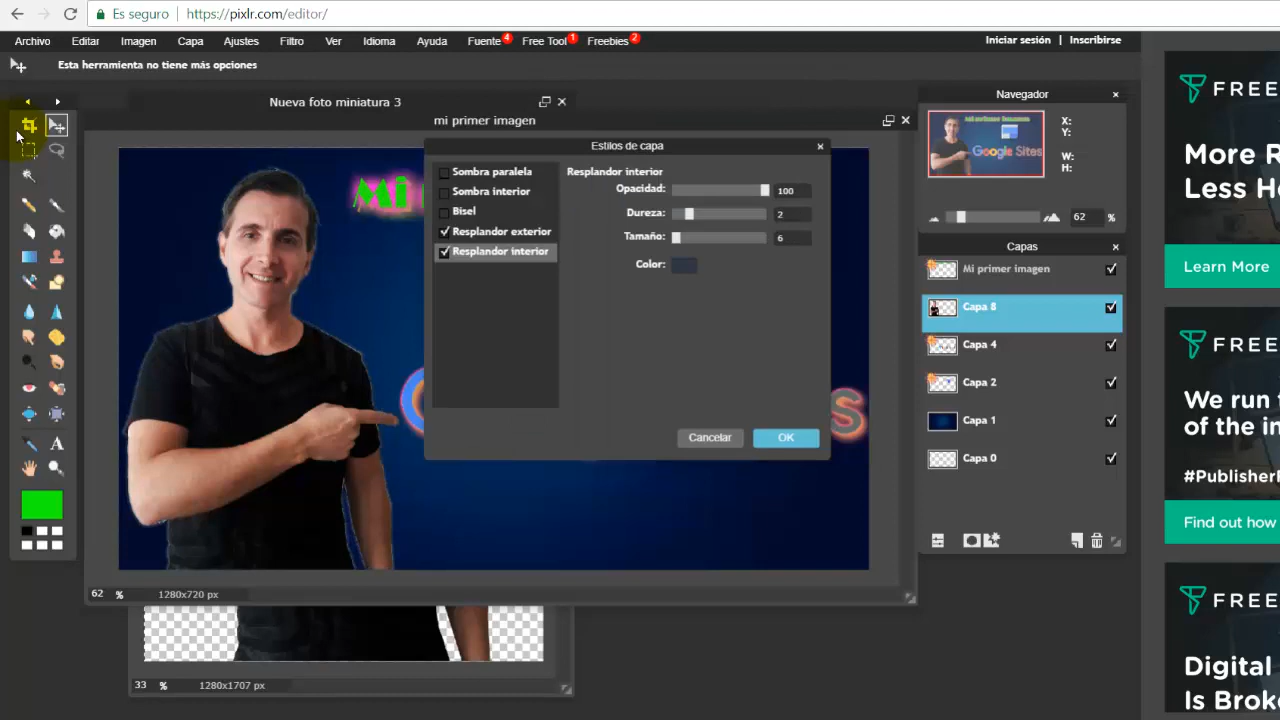 Es seguro https://pixlr.com/editor/
Archivo Editar Imagen Capa Ajustes Filtro Ver Idioma Ayuda Fuente 4 Free Tool 1 Freebies 2 Iniciar sesión | Inscribirse
Esta herramienta no tiene más opciones
Nueva foto miniatura 3
mi primer imagen
Mi
Estilos de capa
Sombra paralela
Sombra interior
Bisel
Resplandor exterior
Resplandor interior
Resplandor interior
Opacidad: 100
Dureza: 2
Tamaño: 6
Color:
Cancelar OK
S
62 % 1280x720 px
33 % 1280x1707 px
Navegador
Google Sites
X:
Y:
W:
H:
62 %
Capas
Mi primer imagen
Capa 8
Capa 4
Capa 2
Capa 1
Capa 0
A
FREE
More R
Less H
Learn More
FREE
We run
of the in
#PublisherF
Find out how
FREE
Digital
Is Broke